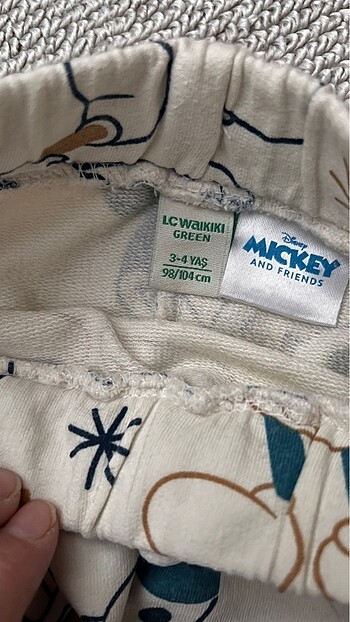 LC WAIKIKI
GREEN
3-4 YAŞ
98/104 cm
Disney
MICKEY
AND FRIENDS